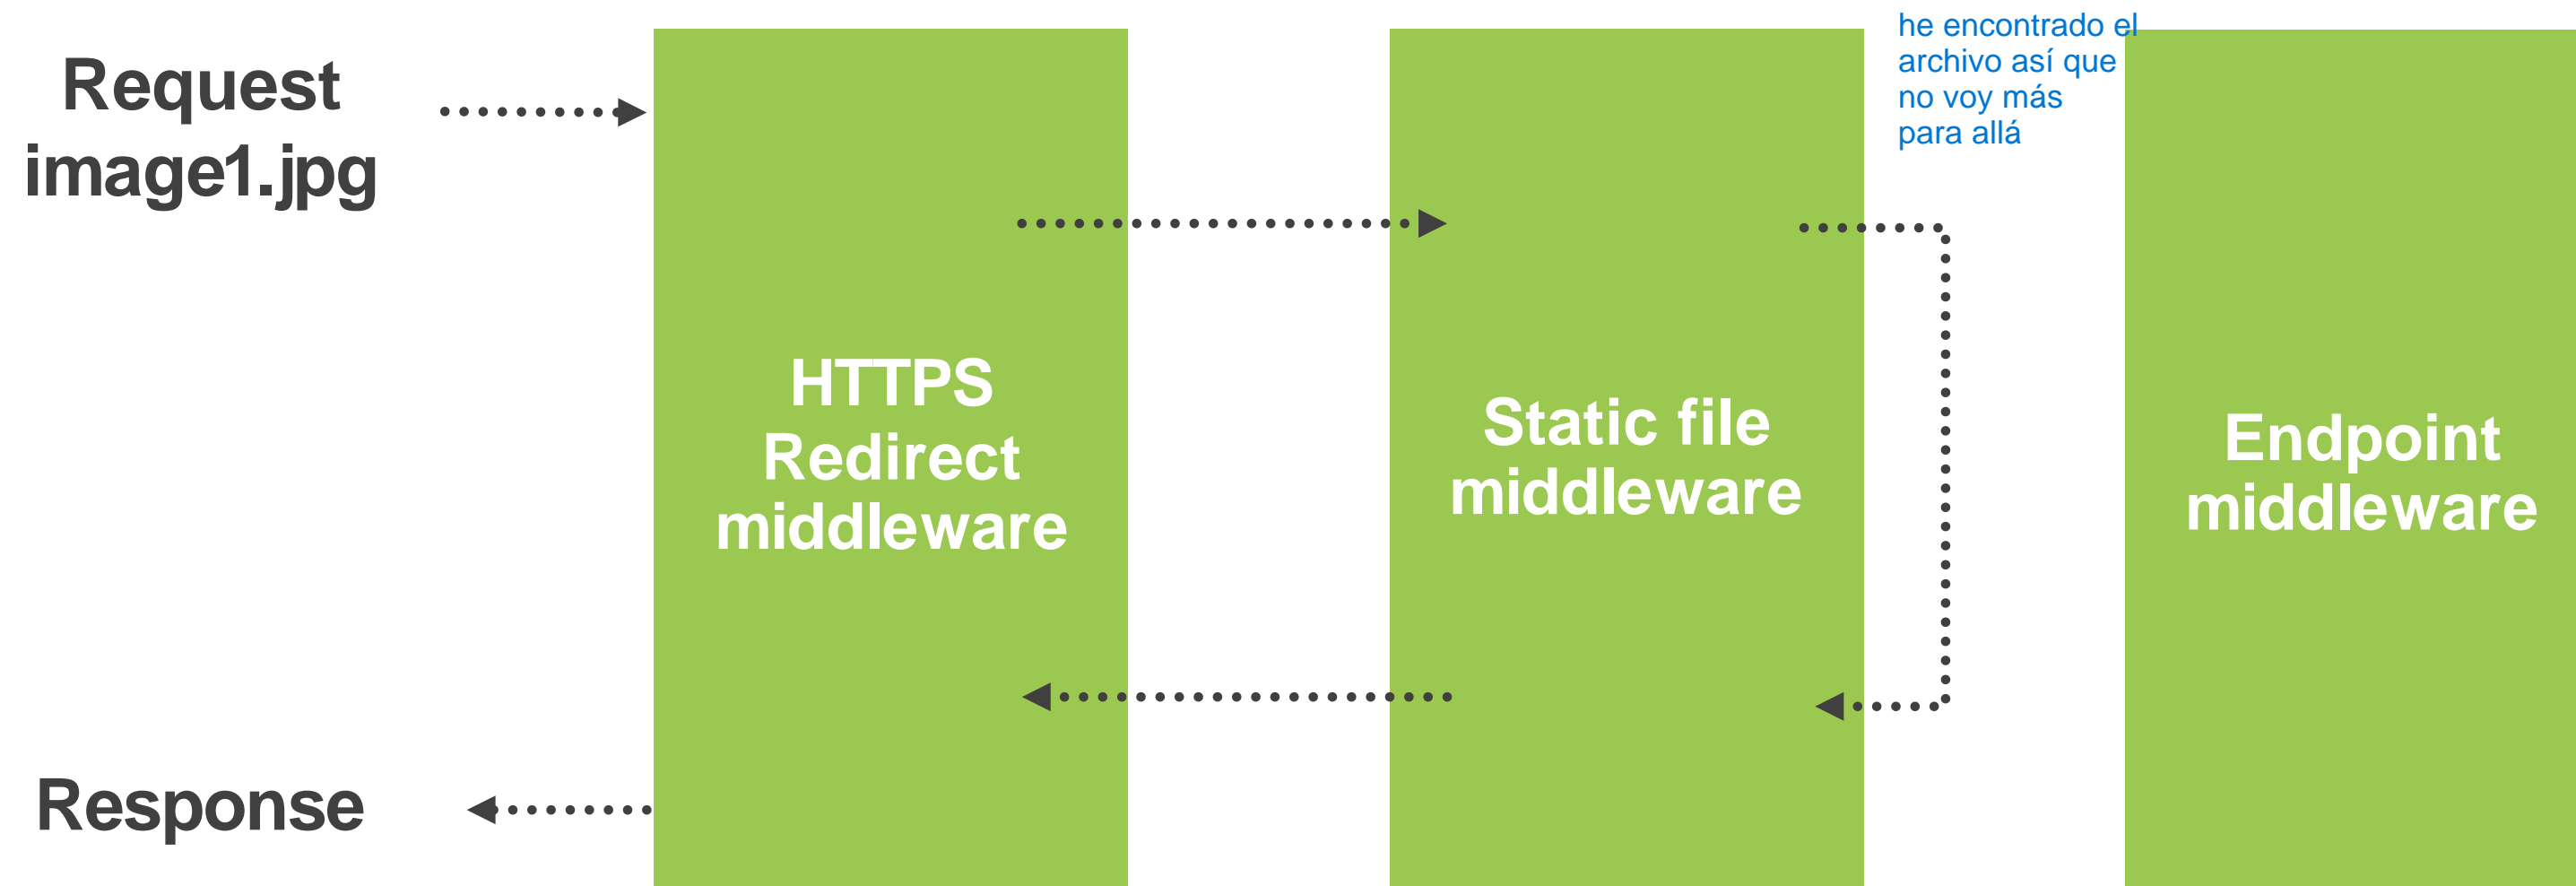 Request
image1.jpg
he encontrado el
archivo así que
no voy más
para allá
HTTPS
Redirect
middleware
Static file
middleware
Endpoint
middleware
Response